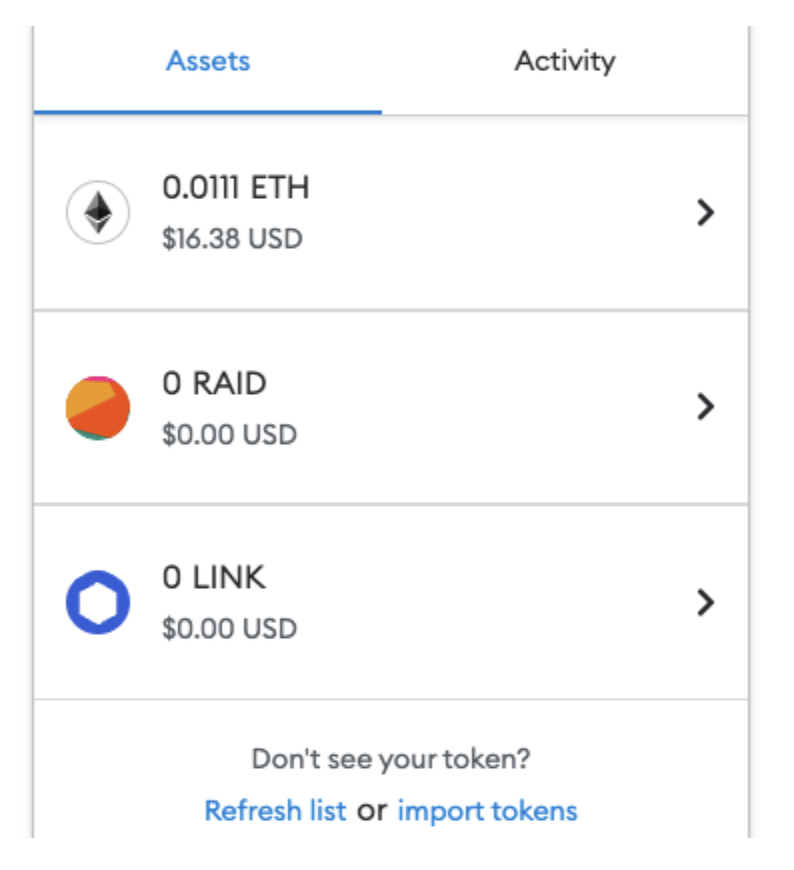 Assets Activity
0.0111 ETH
$16.38 USD
0 RAID
$0.00 USD
0 LINK
$0.00 USD
Don't see your token?
Refresh list or import tokens